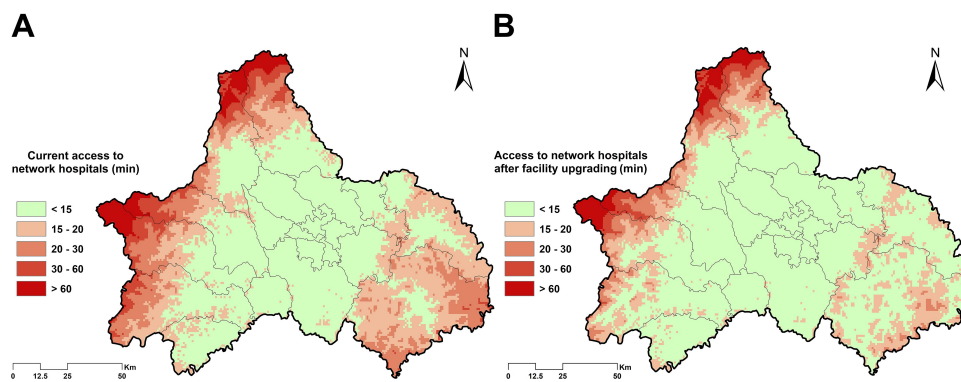 A
N
Current access to
network hospitals (min)
< 15
15 - 20
20 - 30
30 - 60
> 60
0 12.5 25 50
Km
B
N
Access to network hospitals
after facility upgrading (min)
< 15
15 - 20
20 - 30
30 - 60
> 60
0 12.5 25 50
Km